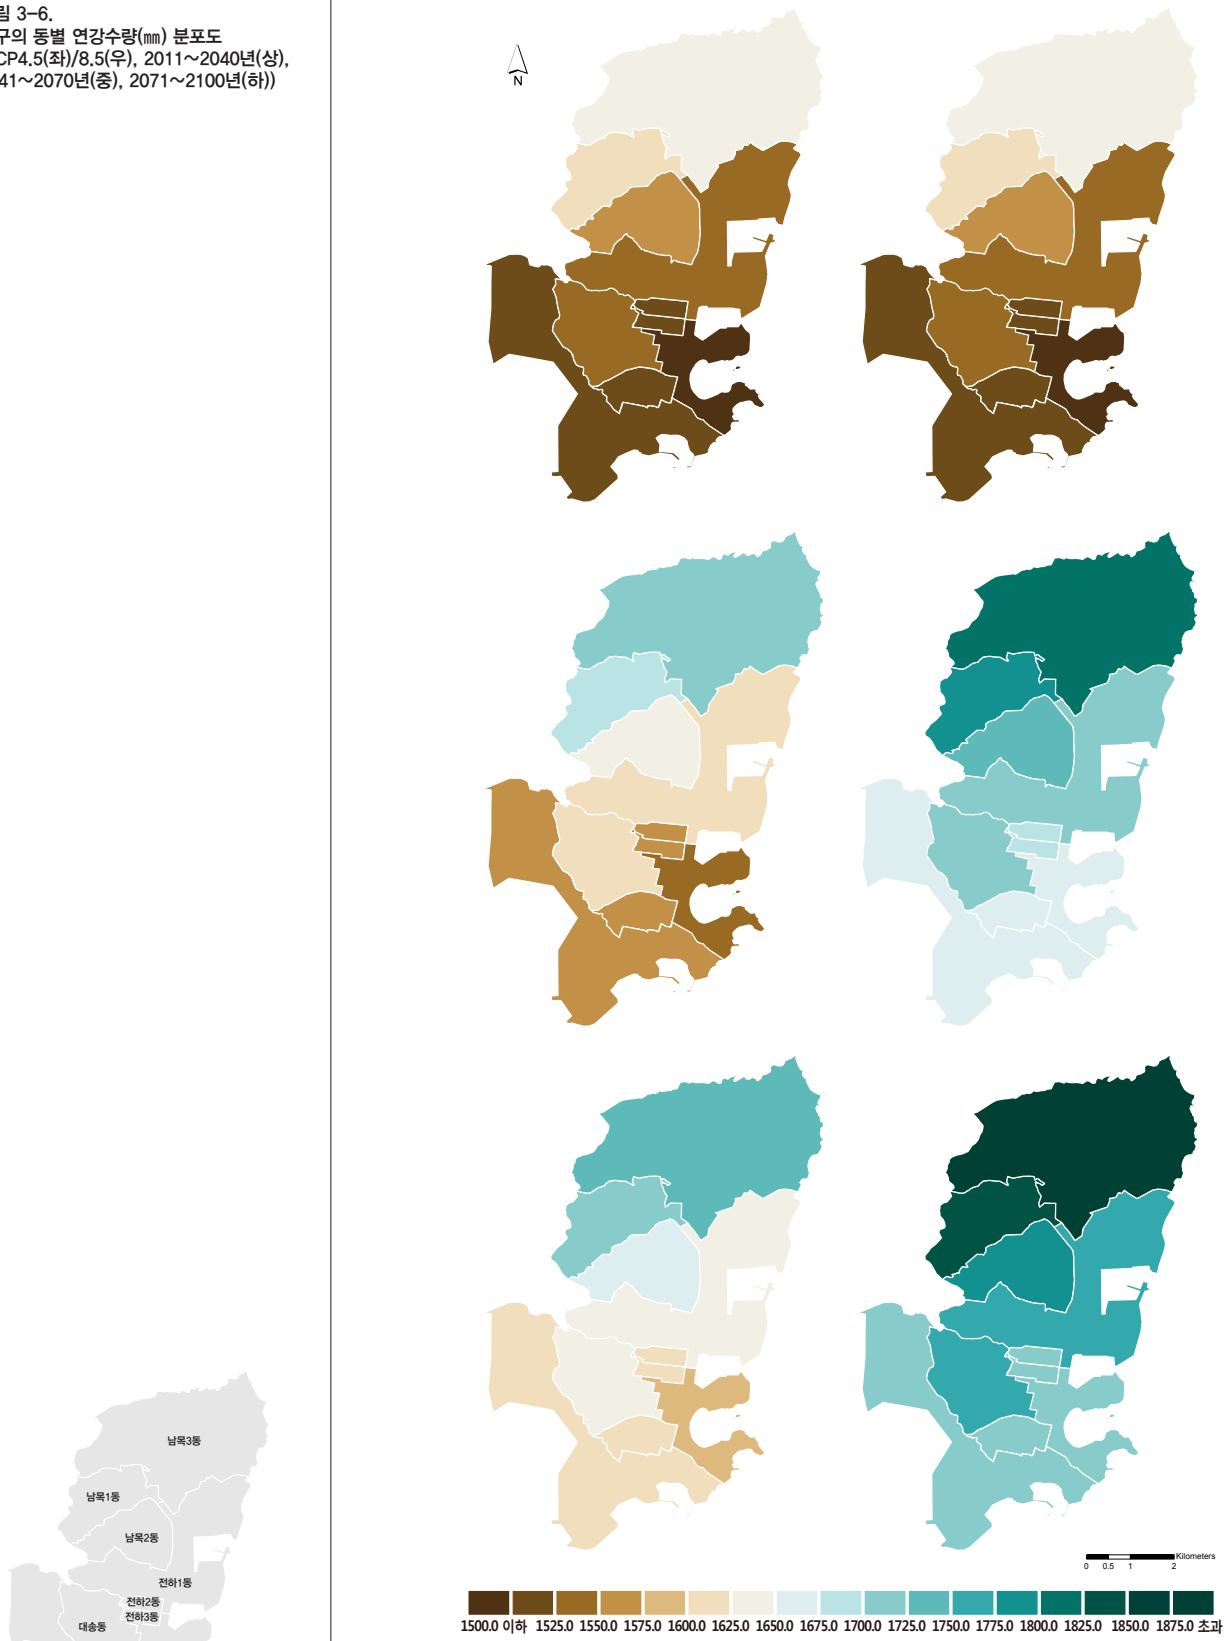 림 3-6.
구의 동별 연강수량(㎜) 분포도
CP4.5(좌)/8.5(우), 2011~2040년(상),
41~2070년(중), 2071~2100년(하))
N
남목3동
남목1동
남목2동
전하1동
전하2동
전하3동
대송동
Kilometers
0 0.5 1 2
1500.0 이하 1525.0 1550.0 1575.0 1600.0 1625.0 1650.0 1675.0 1700.0 1725.0 1750.0 1775.0 1800.0 1825.0 1850.0 1875.0 초과